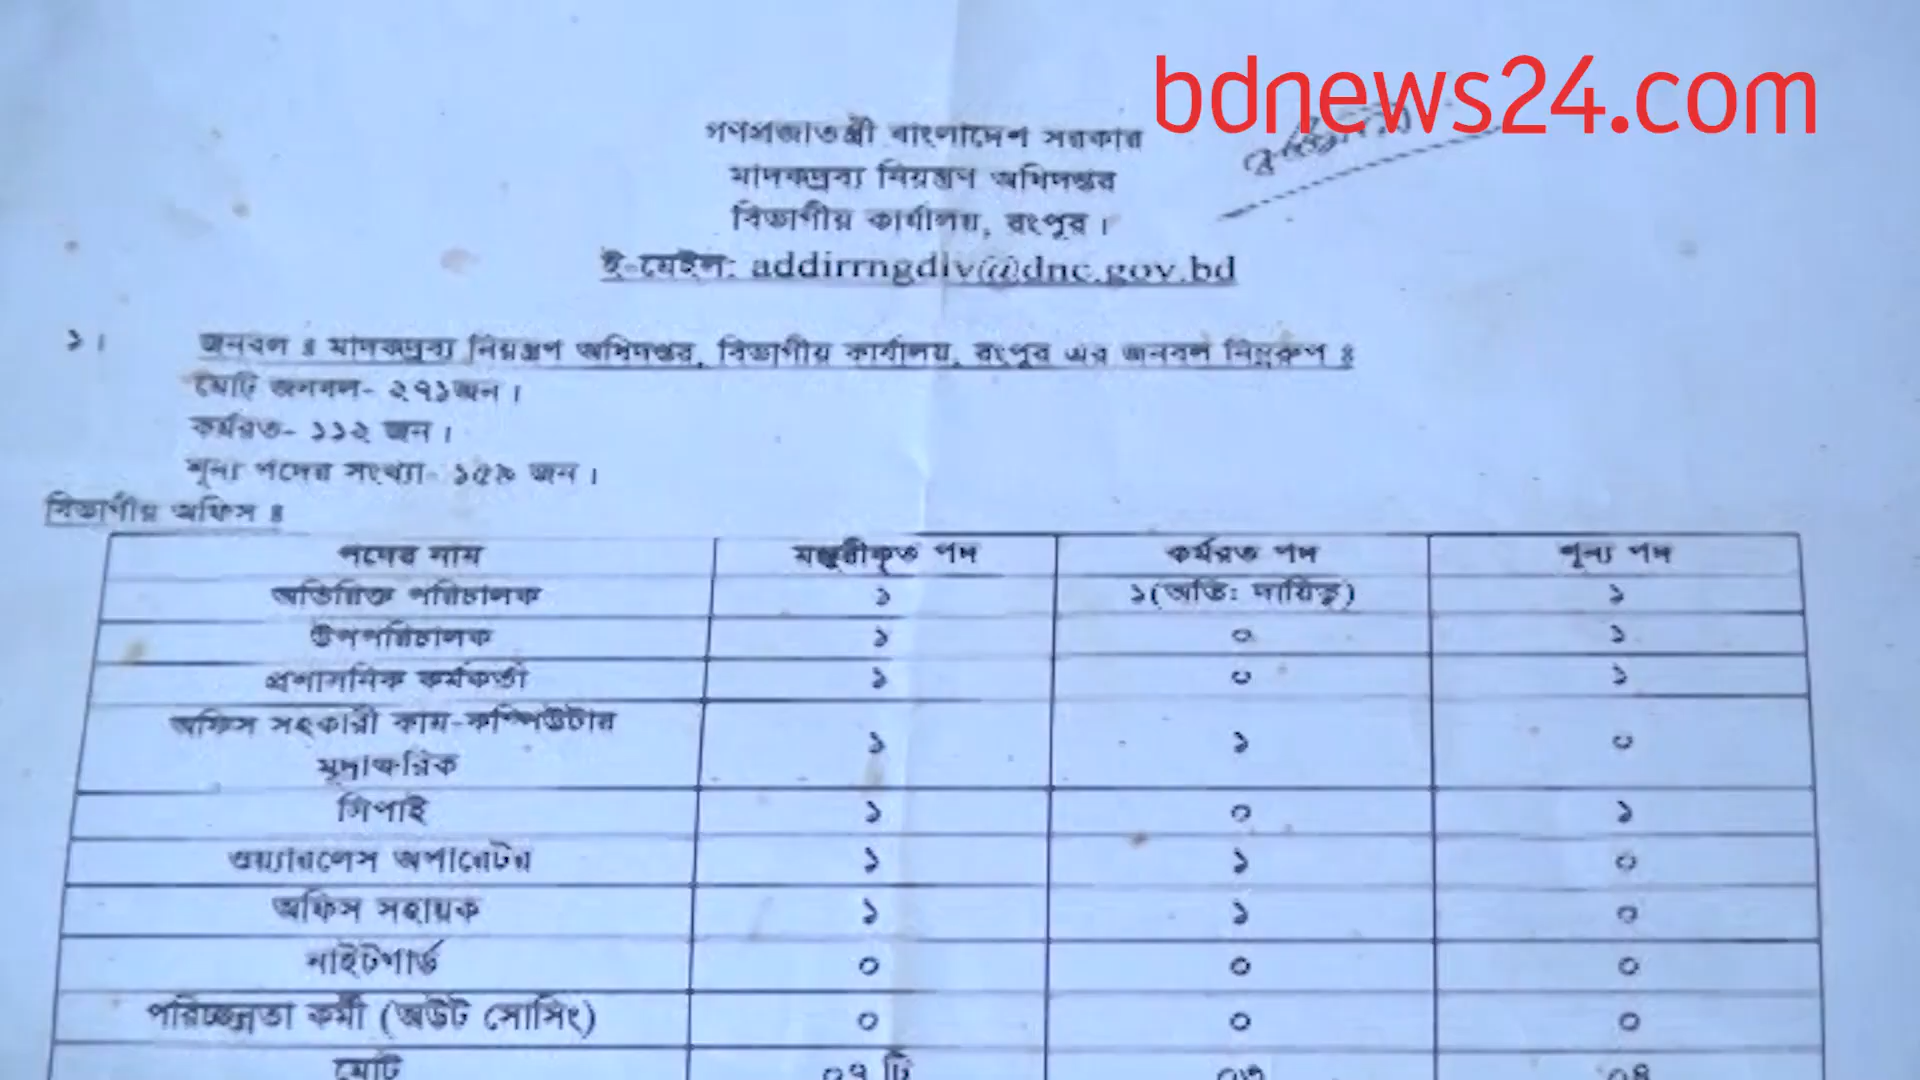 bdnews24.com
গণপ্রজাতন্ত্রী বাংলাদেশ সরকার
মাদকদ্রব্য নিয়ন্ত্রণ অধিদপ্তর
বিভাগীয় কার্যালয়, রংপুর।
ই-মেইল: addirrngdiv@dnc.gov.bd
১। জনবল ঃ মাদকদ্রব্য নিয়ন্ত্রণ অধিদপ্তর, বিভাগীয় কার্যালয়, রংপুর এর জনবল নিম্নরুপ ঃ
মোট জনবল- ২৭১জন।
কর্মরত- ১১২ জন।
শূন্য পদের সংখ্যা- ১৫৯ জন।
বিভাগীয় অফিস ঃ
পদের নাম মঞ্জুরীকৃত পদ কর্মরত পদ শূন্য পদ
অতিরিক্ত পরিচালক ১ ১(অতি: দায়িত্ব) ১
উপপরিচালক ১ ০ ১
প্রশাসনিক কর্মকর্তা ১ ০ ১
অফিস সহকারী কাম-কম্পিউটার
মুদ্রাক্ষরিক ১ ১ ০
সিপাই ১ ০ ১
ওয়্যারলেস অপারেটর ১ ১ ০
অফিস সহায়ক ১ ১ ০
নাইটগার্ড ০ ০ ০
পরিচ্ছন্নতা কর্মী (আউট সোর্সিং) ০ ০ ০
মোট ০৭ টি ০৩ ০৪